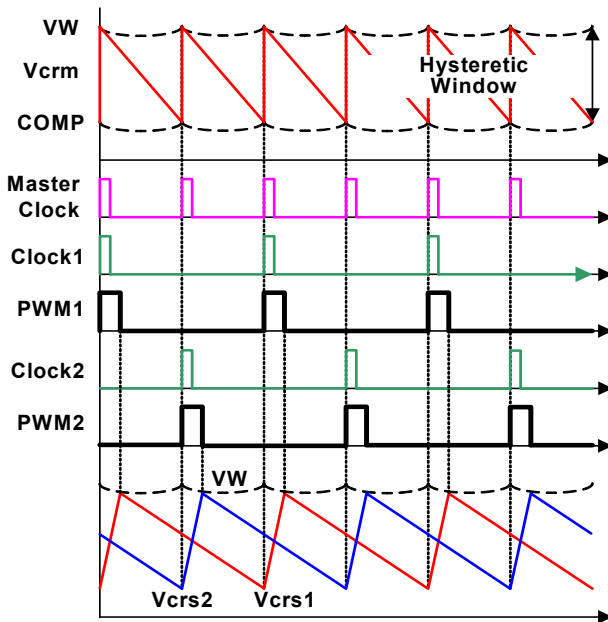 VW
Vcrm
Hysteretic
Window
COMP
Master
Clock
Clock1
PWM1
Clock2
PWM2
VW
Vcrs2
Vcrs1